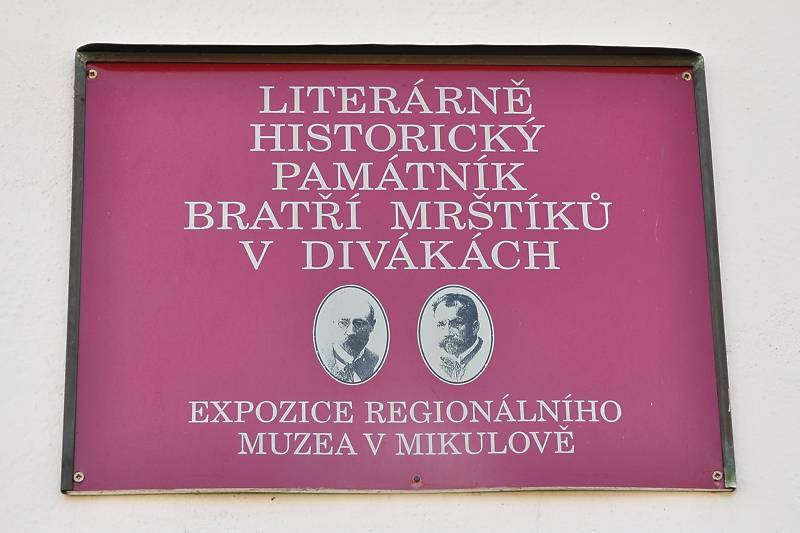 LITERÁRNĚ
HISTORICKÝ
PAMÁTNÍK
BRATŘÍ MRŠTÍKŮ
V DIVÁKÁCH
EXPOZICE REGIONÁLNÍHO
MUZEA V MIKULOVĚ